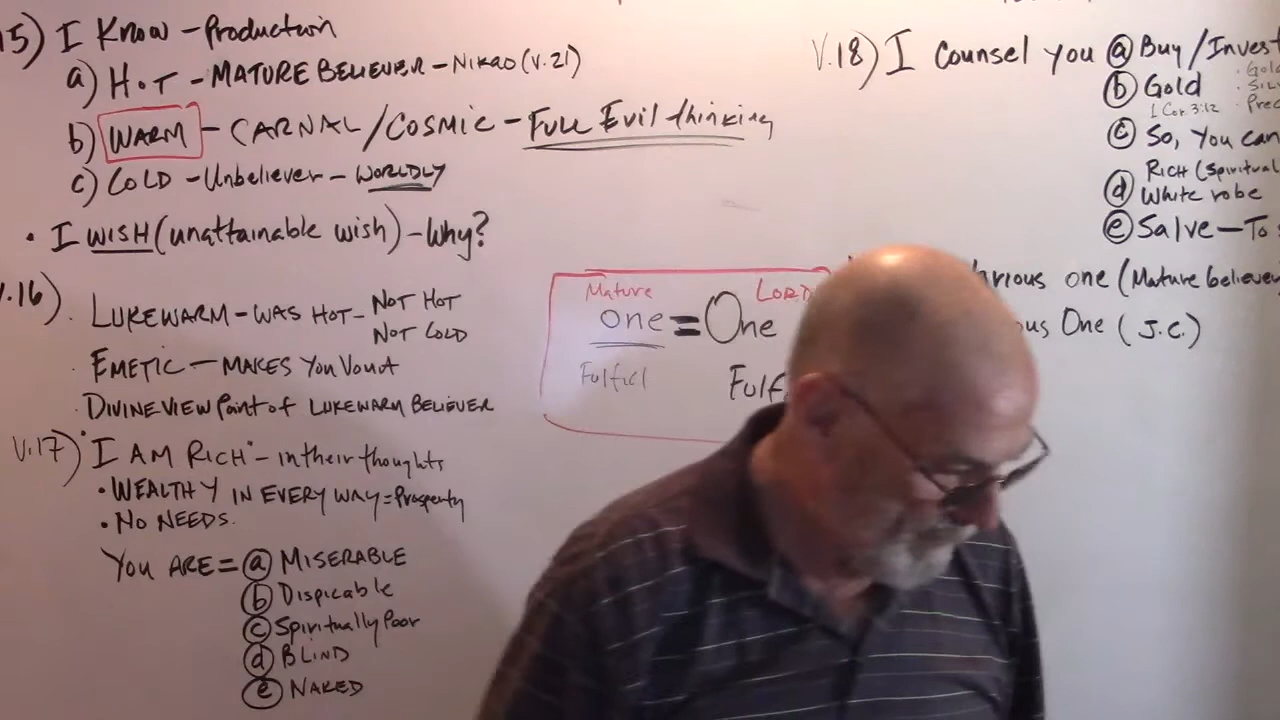 15) I Know - Production
a) HOT - MATURE BELIEVER - Nikao (v.21)
b) WARM - CARNAL / COSMIC - FULL Evil thinking
c) COLD - Unbeliever - WORLDLY
• I WISH (unattainable wish) - Why?
v.16)
• LUKEWARM - WAS HOT - NOT HOT
NOT COLD
• EMETIC - MAKES YOU VOMIT
• DIVINE VIEW POINT OF LUKEWARM BELIEVER
V.17) "I AM RICH" - in their thoughts
• WEALTHY IN EVERY WAY = Prosperity
• NO NEEDS.
YOU ARE = (a) MISERABLE
(b) Dispicable
(c) Spiritually Poor
(d) BLIND
(e) NAKED
Mature LORD
one = One
Fulfill Fulf
V.18) I Counsel you (a) Buy / Invest
(b) Gold
1 Cor 3:12
(c) So, You can
RICH (Spiritual
(d) White robe
(e) Salve - To
one (Mature believer
One (J.C.)